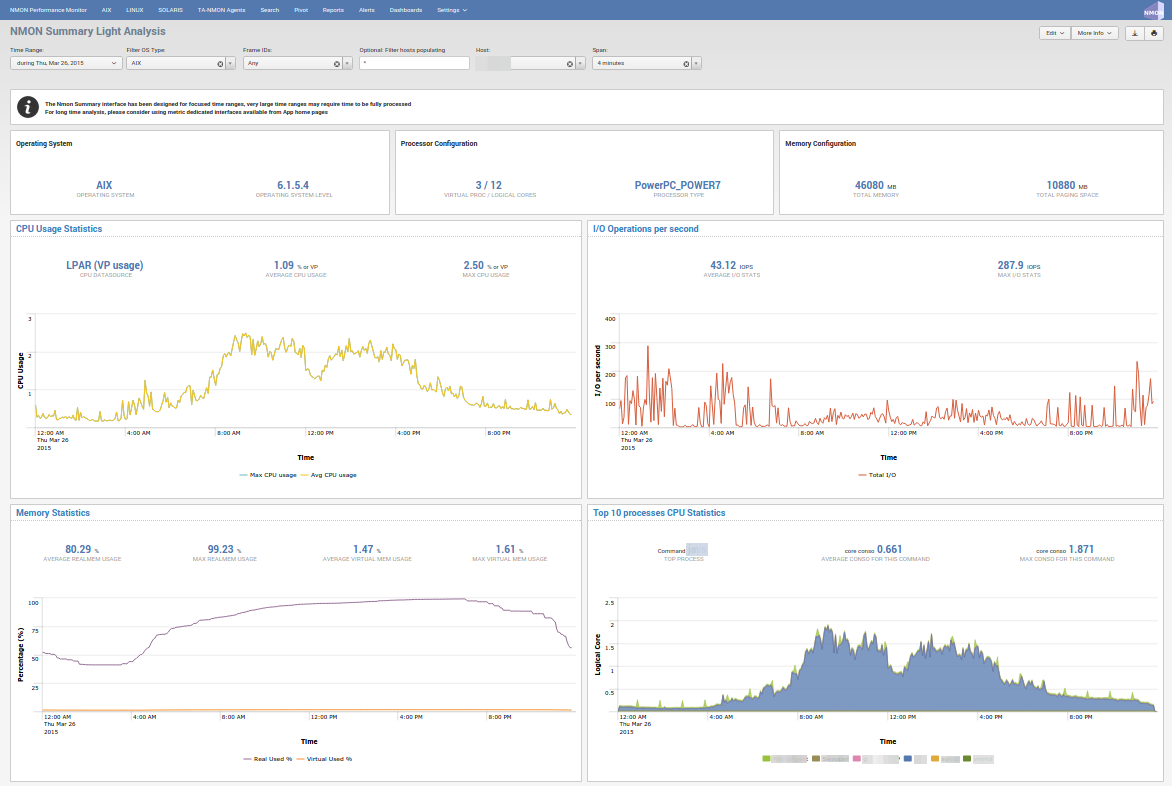 NMON Performance Monitor AIX LINUX SOLARIS TA-NMON Agents Search Pivot Reports Alerts Dashboards Settings NMON
NMON Summary Light Analysis
Edit More Info
Time Range: Filter OS Type: Frame IDs: Optional: Filter hosts populating Host: Span:
during Thu, Mar 26, 2015 AIX Any * 4 minutes
The Nmon Summary interface has been designed for focused time ranges, very large time ranges may require time to be fully processed
For long time analysis, please consider using metric dedicated interfaces available from App home pages
Operating System
AIX 6.1.5.4
OPERATING SYSTEM OPERATING SYSTEM LEVEL
Processor Configuration
3 / 12 PowerPC_POWER7
VIRTUAL PROC / LOGICAL CORES PROCESSOR TYPE
Memory Configuration
46080 MB 10880 MB
TOTAL MEMORY TOTAL PAGING SPACE
CPU Usage Statistics
LPAR (VP usage) 1.09 % or VP 2.50 % or VP
CPU DATASOURCE AVERAGE CPU USAGE MAX CPU USAGE
3
2
1
CPU Usage
12:00 AM 4:00 AM 8:00 AM 12:00 PM 4:00 PM 8:00 PM
Thu Mar 26
2015
Time
Max CPU usage Avg CPU usage
I/O Operations per second
43.12 IOPS 287.9 IOPS
AVERAGE I/O STATS MAX I/O STATS
400
300
200
100
I/O per second
12:00 AM 4:00 AM 8:00 AM 12:00 PM 4:00 PM 8:00 PM
Thu Mar 26
2015
Time
Total I/O
Memory Statistics
80.29 % 99.23 % 1.47 % 1.61 %
AVERAGE REALMEM USAGE MAX REALMEM USAGE AVERAGE VIRTUAL MEM USAGE MAX VIRTUAL MEM USAGE
100
75
50
25
Percentage (%)
12:00 AM 4:00 AM 8:00 AM 12:00 PM 4:00 PM 8:00 PM
Thu Mar 26
2015
Time
Real Used % Virtual Used %
Top 10 processes CPU Statistics
Command core conso 0.661 core conso 1.871
TOP PROCESS AVERAGE CONSO FOR THIS COMMAND MAX CONSO FOR THIS COMMAND
2.5
2
1.5
1
0.5
Logical Core
12:00 AM 4:00 AM 8:00 AM 12:00 PM 4:00 PM 8:00 PM
Thu Mar 26
2015
Time